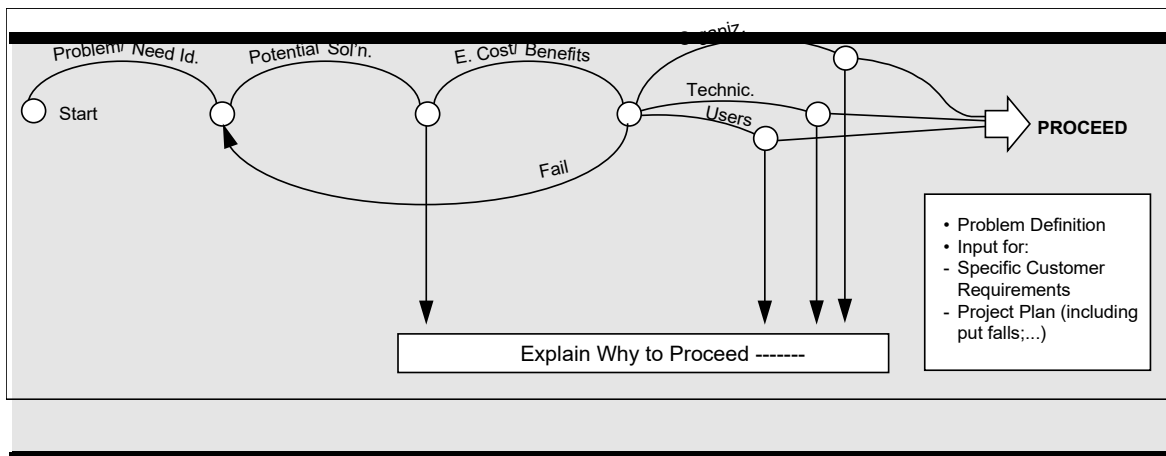 Problem/ Need Id.
Potential Sol'n.
E. Cost/ Benefits
Start
Technic.
Users
PROCEED
Fail
• Problem Definition
• Input for:
- Specific Customer
Requirements
- Project Plan (including
put falls;...)
Explain Why to Proceed -------